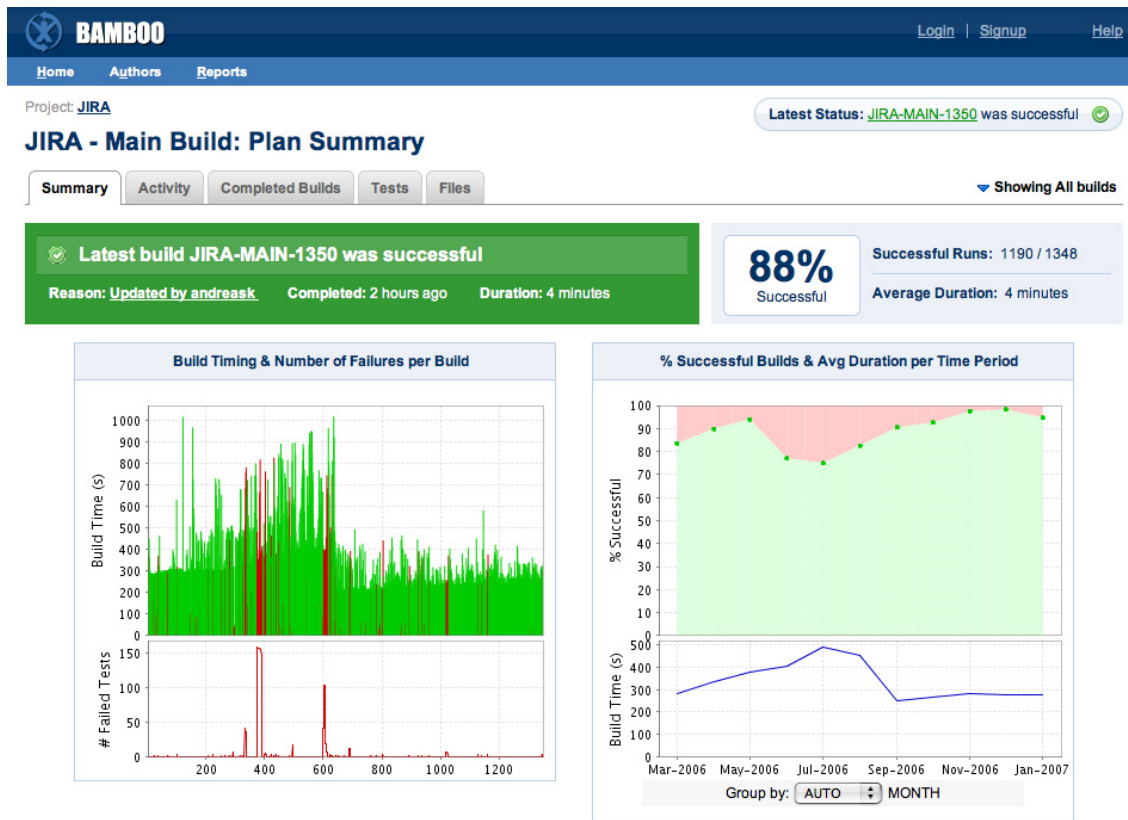 BAMBOO
Login | Signup Help
Home Authors Reports
Project: JIRA
Latest Status: JIRA-MAIN-1350 was successful
JIRA - Main Build: Plan Summary
Summary Activity Completed Builds Tests Files
Showing All builds
Latest build JIRA-MAIN-1350 was successful
Reason: Updated by andreask Completed: 2 hours ago Duration: 4 minutes
88%
Successful
Successful Runs: 1190 / 1348
Average Duration: 4 minutes
Build Timing & Number of Failures per Build
Build Time (s)
1000
900
800
700
600
500
400
300
200
100
0
# Failed Tests
150
100
50
0
200 400 600 800 1000 1200
% Successful Builds & Avg Duration per Time Period
% Successful
100
90
80
70
60
50
40
30
20
10
0
Build Time (s)
500
400
300
200
100
0
Mar-2006 May-2006 Jul-2006 Sep-2006 Nov-2006 Jan-2007
Group by: AUTO MONTH